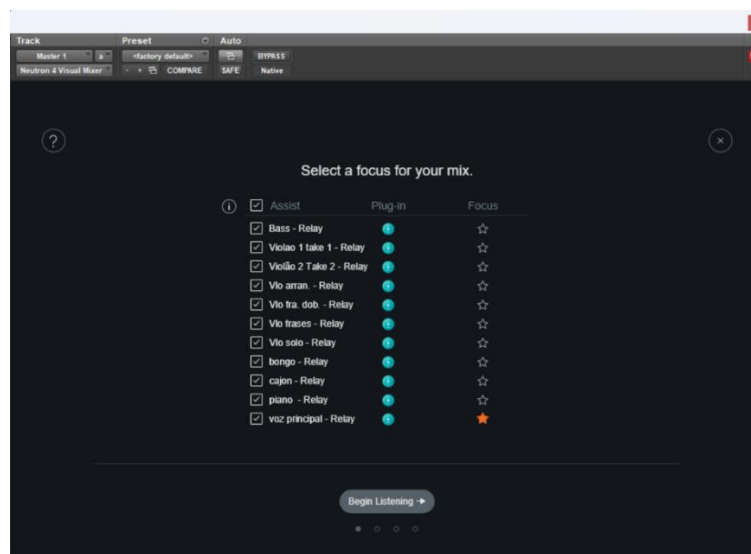 Track Preset Auto
Master 1 a <factory default> BYPASS
Neutron 4 Visual Mixer - + COMPARE SAFE Native
?
Select a focus for your mix.
i Assist Plug-in Focus
Bass - Relay
Violao 1 take 1 - Relay
Violão 2 Take 2 - Relay
Vlo arran. - Relay
Vlo fra. dob. - Relay
Vlo frases - Relay
Vlo solo - Relay
bongo - Relay
cajon - Relay
piano - Relay
voz principal - Relay
Begin Listening